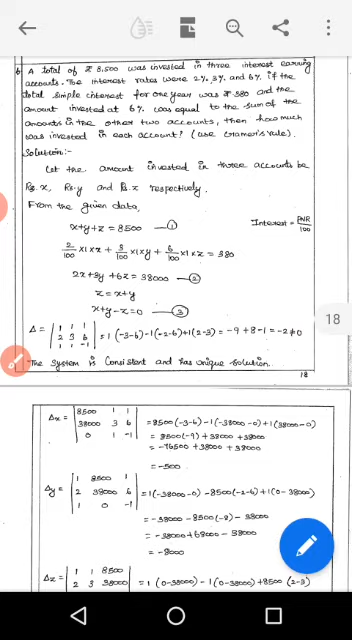 6. A total of ₹ 8,500 was invested in three interest earning
accounts. The interest rates were 2%, 3% and 6% if the
total simple interest for one year was ₹ 380 and the
amount invested at 6% was equal to the sum of the
amounts in the other two accounts, then how much
was invested in each account? (use cramer's rule).
Solution:-
Let the amount invested in three accounts be
Rs. x, Rs. y and Rs. z respectively.
From the given data,
x+y+z = 8500 —①
Interest = PNR/100
2/100 x1xx + 3/100 x1xy + 6/100 x1xz = 380
2x+3y +6z = 38000 —②
z = x+y
x+y-z=0 —③
Δ = |1 1 1; 2 3 6; 1 1 -1| = 1(-3-6)-1(-2-6)+1(2-3) = -9+8-1 = -2≠0
The system is consistent and has unique solution.
18
18
Δx = |8500 1 1; 38000 3 6; 0 1 -1| = 8500(-3-6)-1(-38000-0)+1(38000-0)
= 8500(-9)+38000+38000
= -76500+38000+38000
= -500
Δy = |1 8500 1; 2 38000 6; 1 0 -1| = 1(-38000-0)-8500(-2-6)+1(0-38000)
= -38000-8500(-8)-38000
= -38000+68000-38000
= -8000
Δz = |1 1 8500; 2 3 38000 = 1(0-38000)-1(0-38000)+8500(2-3)